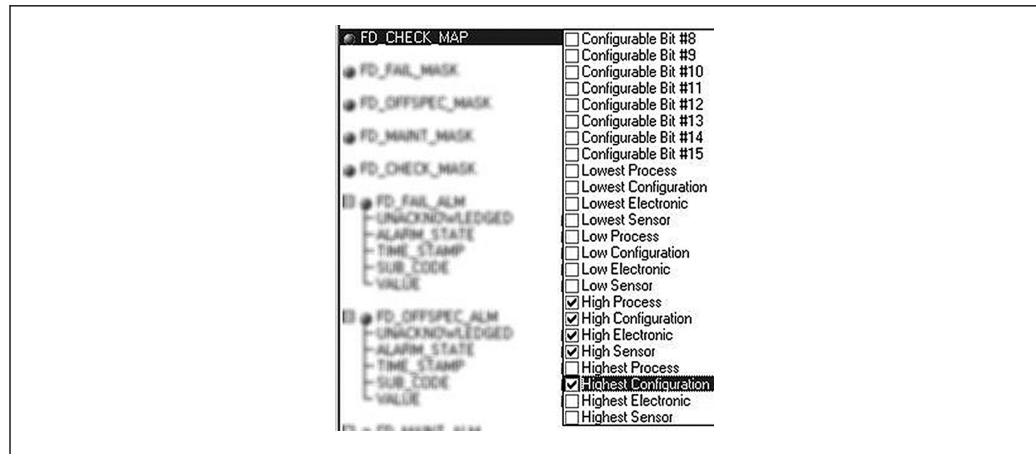 FD_CHECK_MAP
FD_FAIL_MASK
FD_OFFSPEC_MASK
FD_MAINT_MASK
FD_CHECK_MASK
FD_FAIL_ALM
UNACKNOWLEDGED
ALARM_STATE
TIME_STAMP
SUB_CODE
VALUE
FD_OFFSPEC_ALM
UNACKNOWLEDGED
ALARM_STATE
TIME_STAMP
SUB_CODE
VALUE
Configurable Bit #8
Configurable Bit #9
Configurable Bit #10
Configurable Bit #11
Configurable Bit #12
Configurable Bit #13
Configurable Bit #14
Configurable Bit #15
Lowest Process
Lowest Configuration
Lowest Electronic
Lowest Sensor
Low Process
Low Configuration
Low Electronic
Low Sensor
High Process
High Configuration
High Electronic
High Sensor
Highest Process
Highest Configuration
Highest Electronic
Highest Sensor